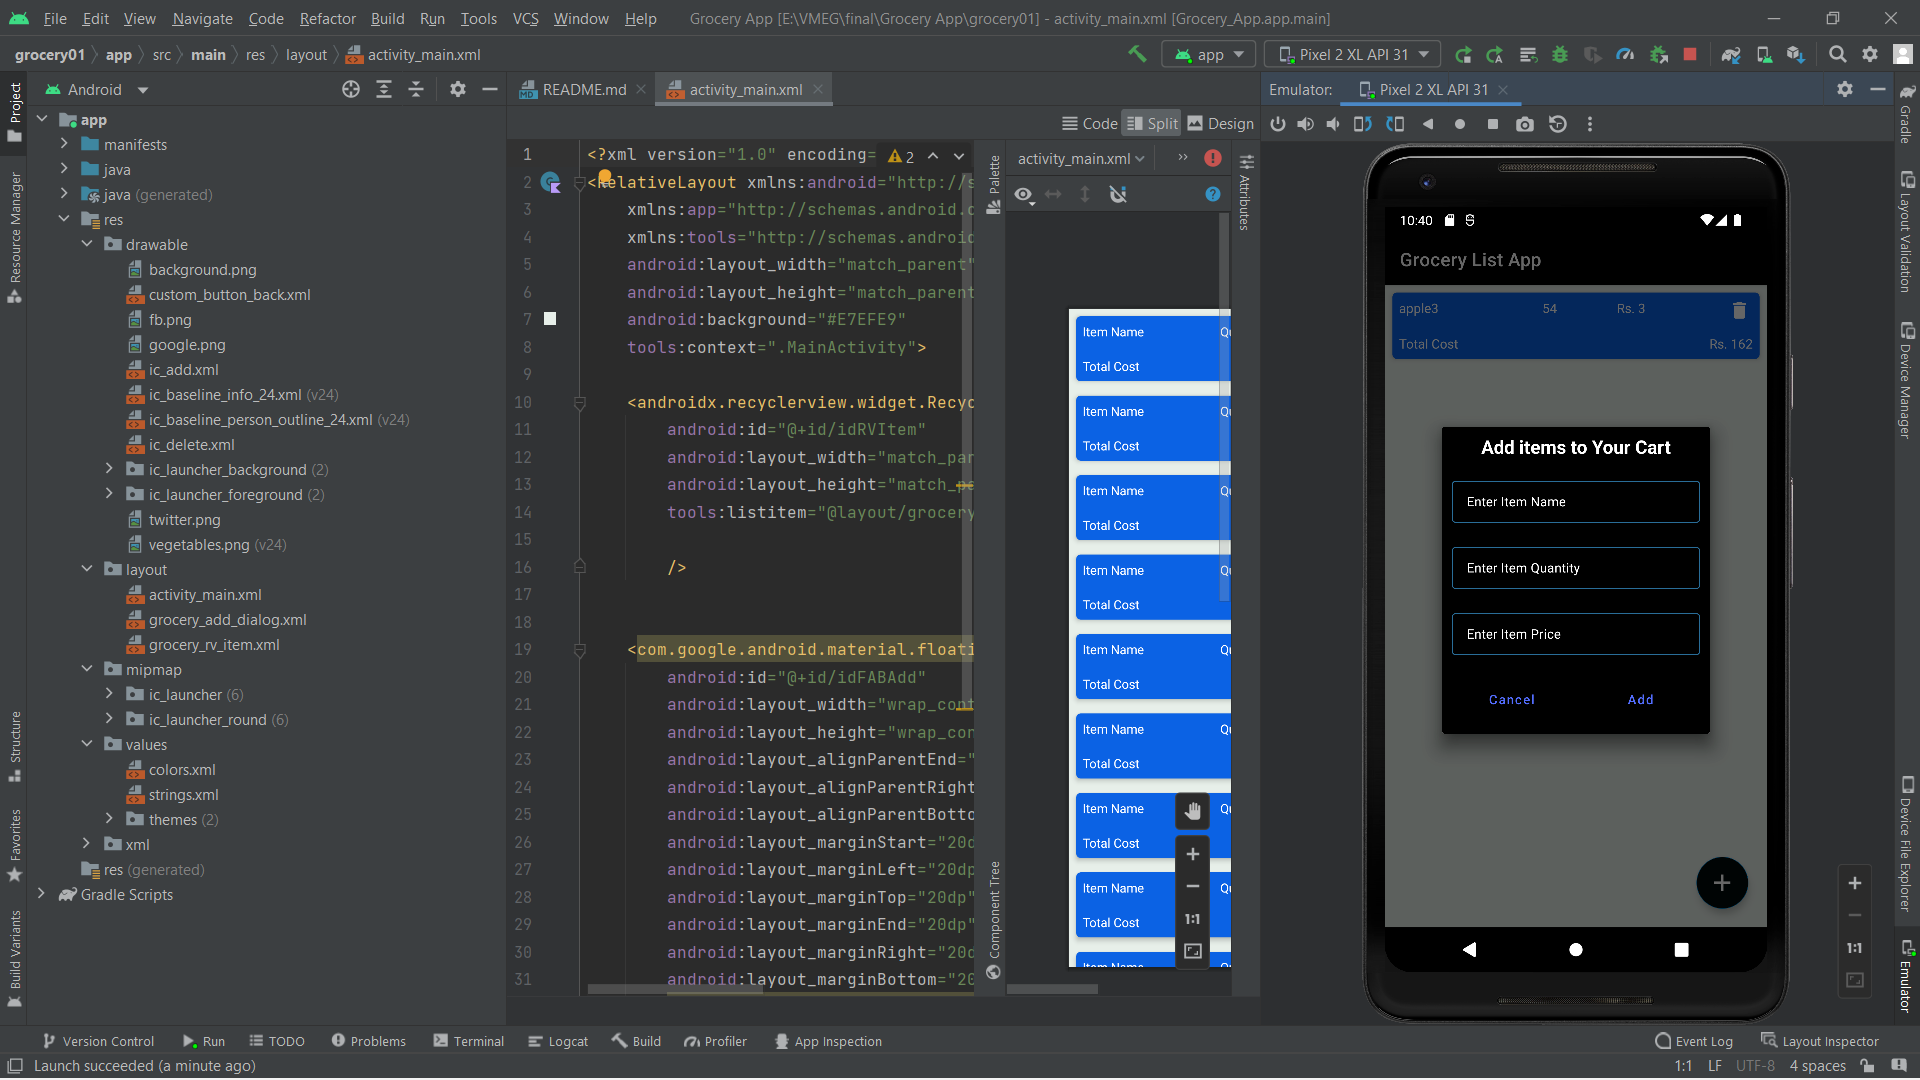 File Edit View Navigate Code Refactor Build Run Tools VCS Window Help Grocery App [E:\VMEG\final\Grocery App\grocery01] - activity_main.xml [Grocery_App.app.main]
grocery01 app src main res layout activity_main.xml app Pixel 2 XL API 31
Project
Resource Manager
Structure
Favorites
Build Variants
Android
app
manifests
java
java (generated)
res
drawable
background.png
custom_button_back.xml
fb.png
google.png
ic_add.xml
ic_baseline_info_24.xml (v24)
ic_baseline_person_outline_24.xml (v24)
ic_delete.xml
ic_launcher_background (2)
ic_launcher_foreground (2)
twitter.png
vegetables.png (v24)
layout
activity_main.xml
grocery_add_dialog.xml
grocery_rv_item.xml
mipmap
ic_launcher (6)
ic_launcher_round (6)
values
colors.xml
strings.xml
themes (2)
xml
res (generated)
Gradle Scripts
README.md activity_main.xml
Code Split Design
1 <?xml version="1.0" encoding= 2
2 <RelativeLayout xmlns:android="http://s
3 xmlns:app="http://schemas.android.c
4 xmlns:tools="http://schemas.android
5 android:layout_width="match_parent"
6 android:layout_height="match_parent
7 android:background="#E7EFE9"
8 tools:context=".MainActivity">
9
10 <androidx.recyclerview.widget.Recyc
11 android:id="@+id/idRVItem"
12 android:layout_width="match_par
13 android:layout_height="match_pa
14 tools:listitem="@layout/grocery
15
16 />
17
18
19 <com.google.android.material.floati
20 android:id="@+id/idFABAdd"
21 android:layout_width="wrap_cont
22 android:layout_height="wrap_con
23 android:layout_alignParentEnd="
24 android:layout_alignParentRight
25 android:layout_alignParentBotto
26 android:layout_marginStart="20d
27 android:layout_marginLeft="20dp
28 android:layout_marginTop="20dp"
29 android:layout_marginEnd="20dp"
30 android:layout_marginRight="20d
31 android:layout_marginBottom="20
Palette
Component Tree
activity_main.xml
Attributes
Item Name Qu
Total Cost
Item Name Qu
Total Cost
Item Name Qu
Total Cost
Item Name Qu
Total Cost
Item Name Qu
Total Cost
Item Name Qu
Total Cost
Item Name Qu
Total Cost
Item Name Qu
Total Cost
Item Name
1:1
Emulator: Pixel 2 XL API 31
10:40
Grocery List App
apple3 54 Rs. 3
Total Cost Rs. 162
Add items to Your Cart
Enter Item Name
Enter Item Quantity
Enter Item Price
Cancel Add
1:1
Gradle
Layout Validation
Device Manager
Device File Explorer
Emulator
Version Control Run TODO Problems Terminal Logcat Build Profiler App Inspection Event Log Layout Inspector
Launch succeeded (a minute ago) 1:1 LF UTF-8 4 spaces